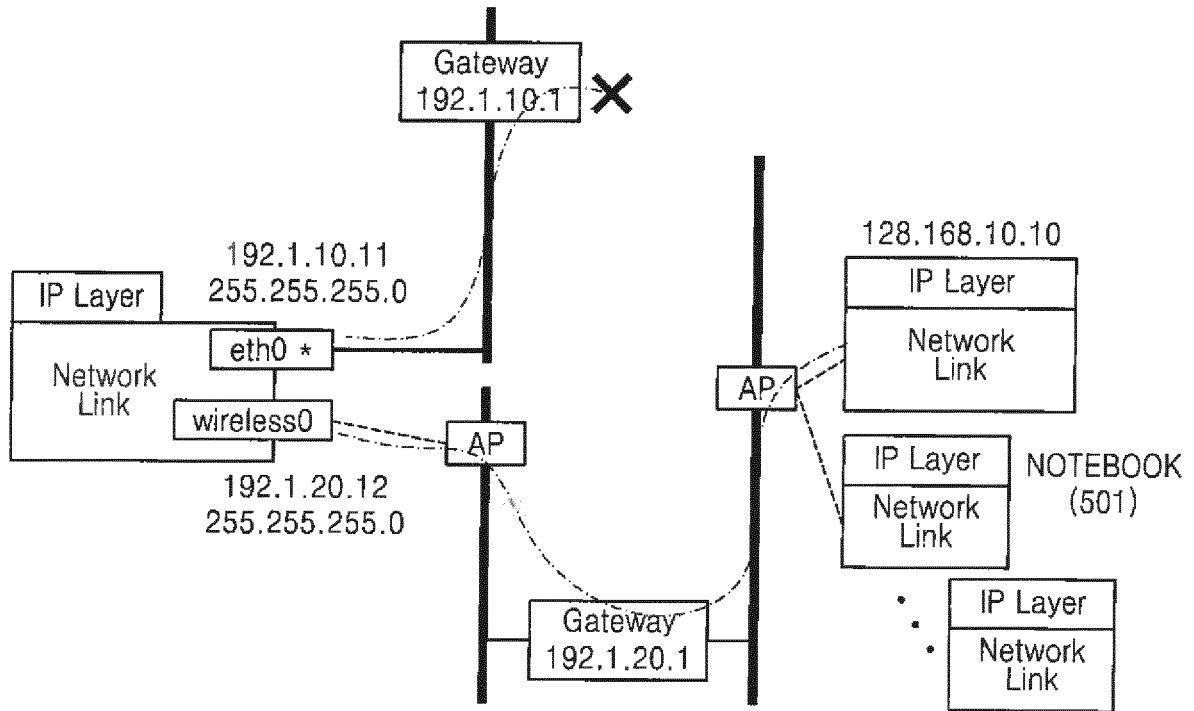 Gateway
192.1.10.1
192.1.10.11
255.255.255.0
IP Layer
eth0 *
Network
Link
wireless0
AP
192.1.20.12
255.255.255.0
Gateway
192.1.20.1
AP
128.168.10.10
IP Layer
Network
Link
IP Layer
Network
Link
NOTEBOOK
(501)
IP Layer
Network
Link